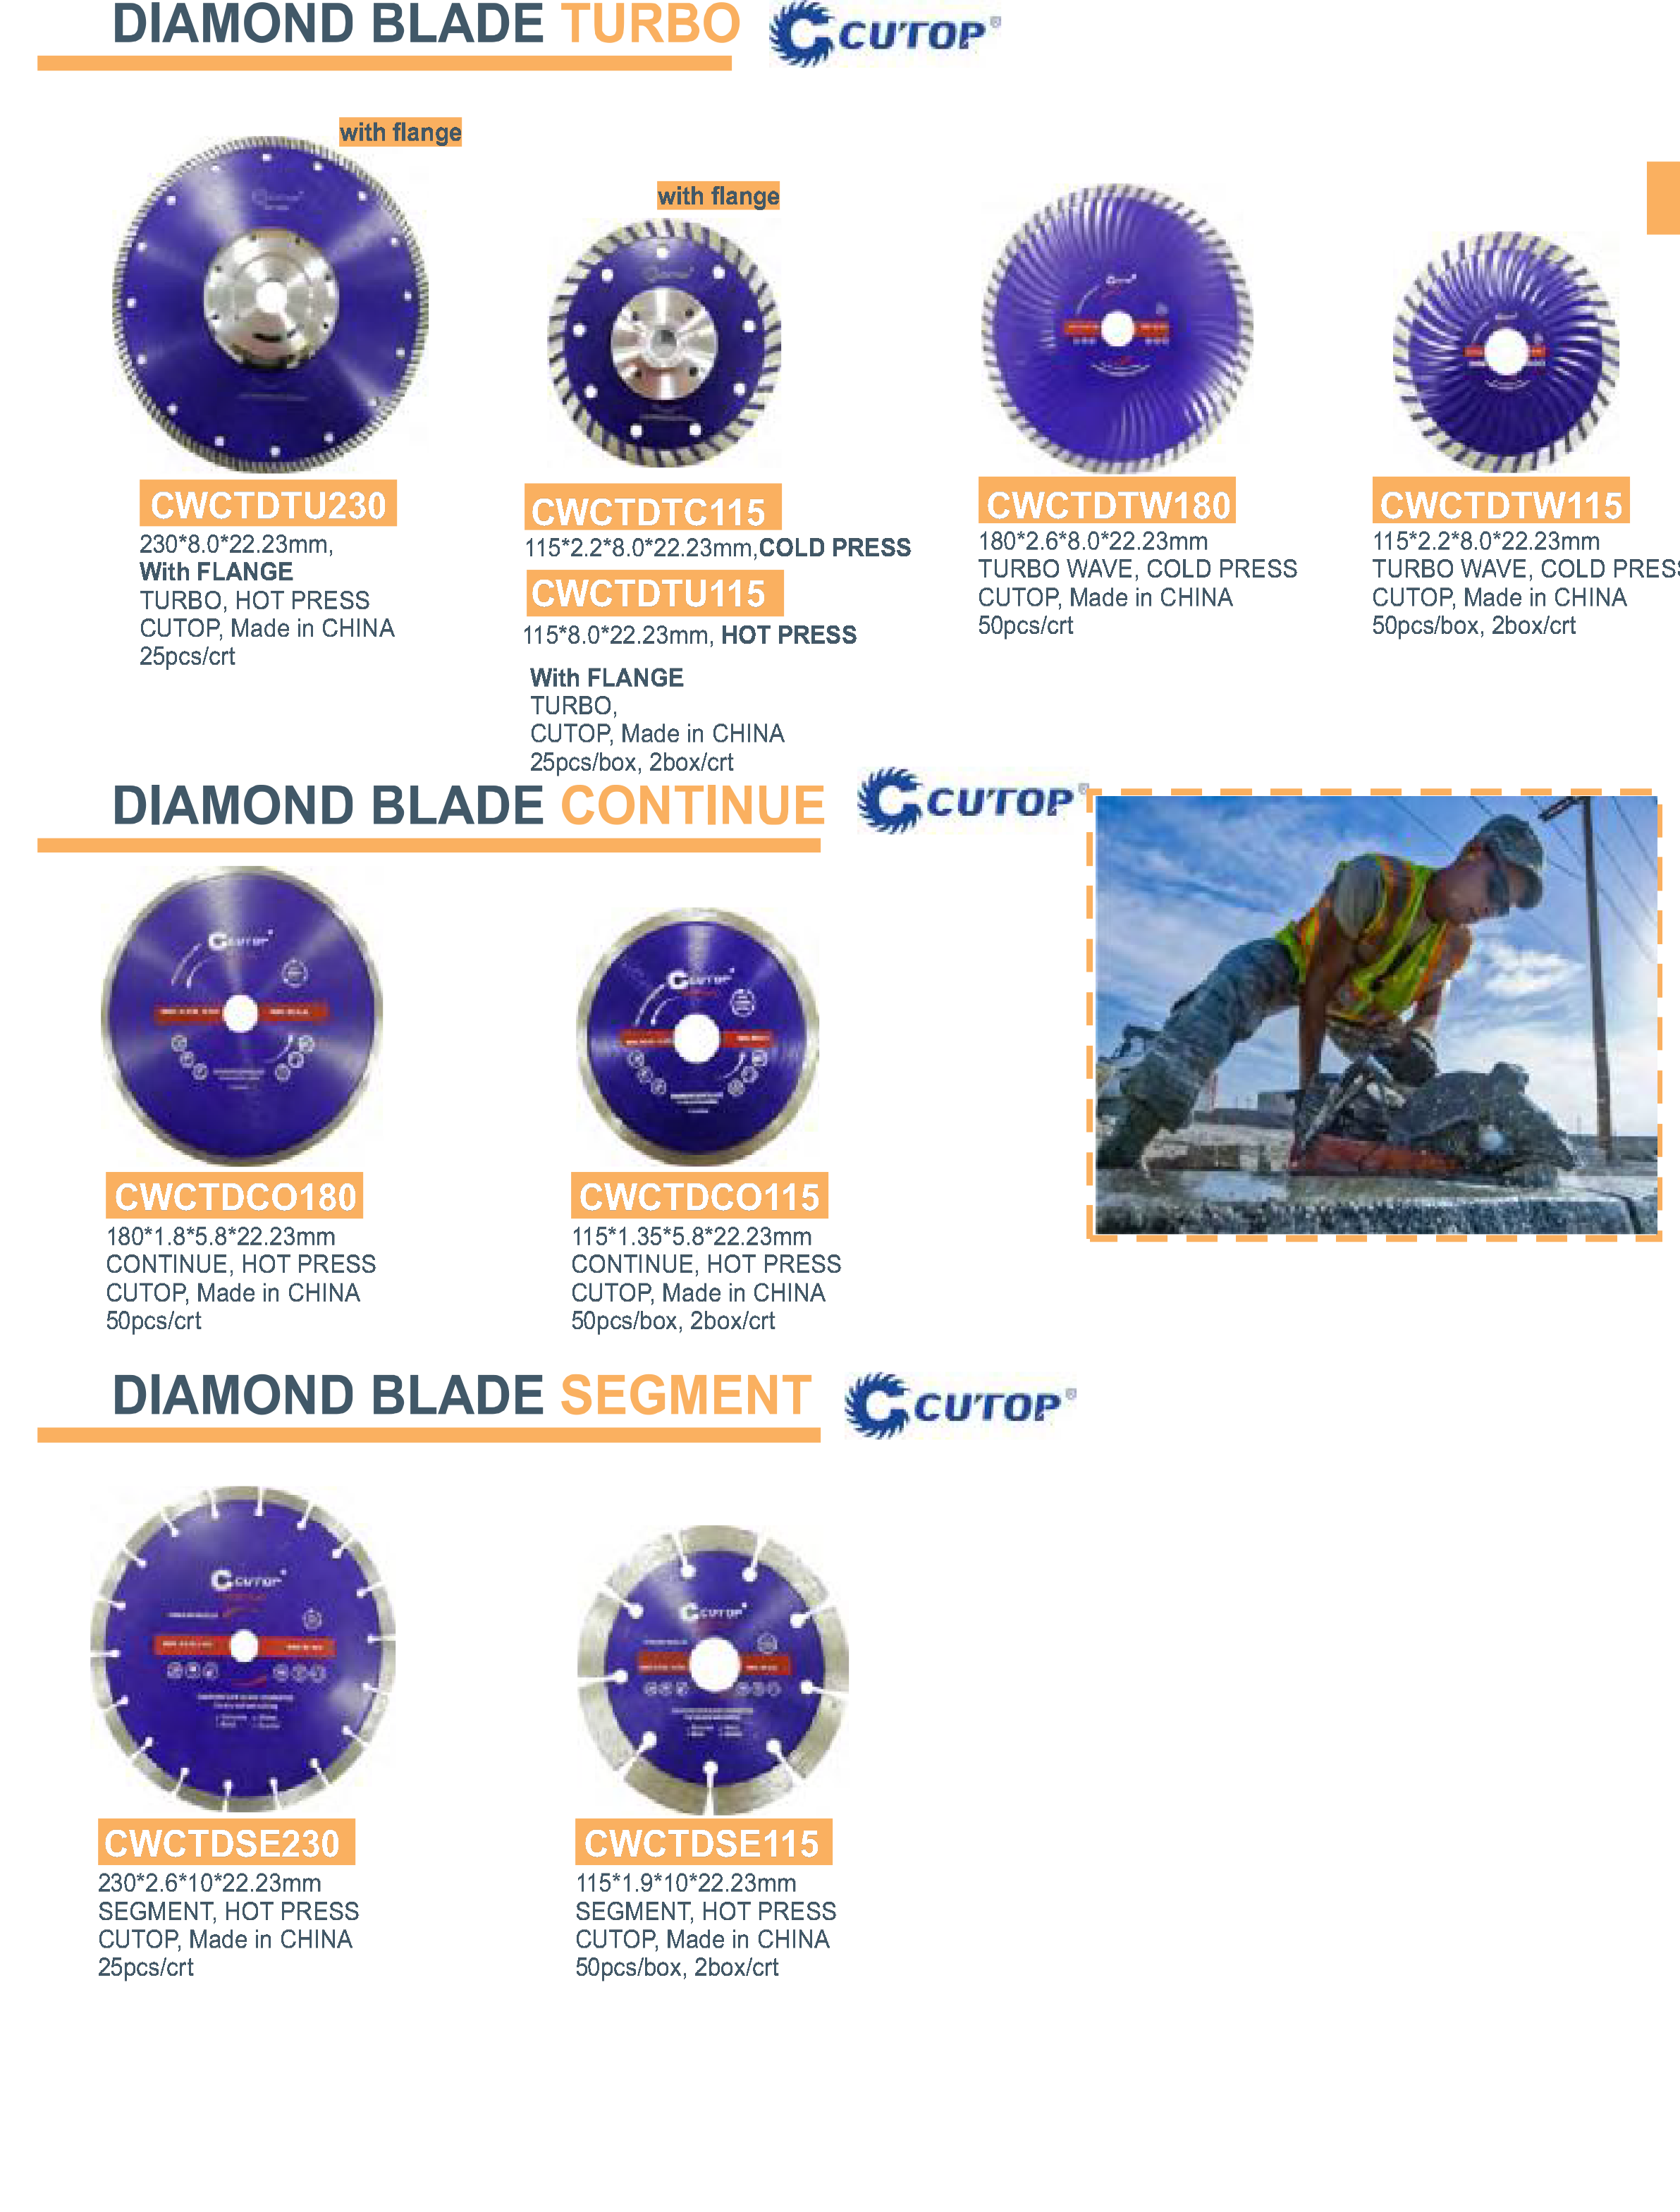 DIAMOND BLADE TURBO
CUTOP®
with flange
with flange
CWCTDTU230
230*8.0*22.23mm,
With FLANGE
TURBO, HOT PRESS
CUTOP, Made in CHINA
25pcs/crt
CWCTDTC115
115*2.2*8.0*22.23mm,COLD PRESS
CWCTDTU115
115*8.0*22.23mm, HOT PRESS
With FLANGE
TURBO,
CUTOP, Made in CHINA
25pcs/box, 2box/crt
CWCTDTW180
180*2.6*8.0*22.23mm
TURBO WAVE, COLD PRESS
CUTOP, Made in CHINA
50pcs/crt
CWCTDTW115
115*2.2*8.0*22.23mm
TURBO WAVE, COLD PRESS
CUTOP, Made in CHINA
50pcs/box, 2box/crt
DIAMOND BLADE CONTINUE
CUTOP®
CUTOP
CUTOP
CWCTDCO180
180*1.8*5.8*22.23mm
CONTINUE, HOT PRESS
CUTOP, Made in CHINA
50pcs/crt
CWCTDCO115
115*1.35*5.8*22.23mm
CONTINUE, HOT PRESS
CUTOP, Made in CHINA
50pcs/box, 2box/crt
DIAMOND BLADE SEGMENT
CUTOP®
CUTOP
CUTOP
CWCTDSE230
230*2.6*10*22.23mm
SEGMENT, HOT PRESS
CUTOP, Made in CHINA
25pcs/crt
CWCTDSE115
115*1.9*10*22.23mm
SEGMENT, HOT PRESS
CUTOP, Made in CHINA
50pcs/box, 2box/crt